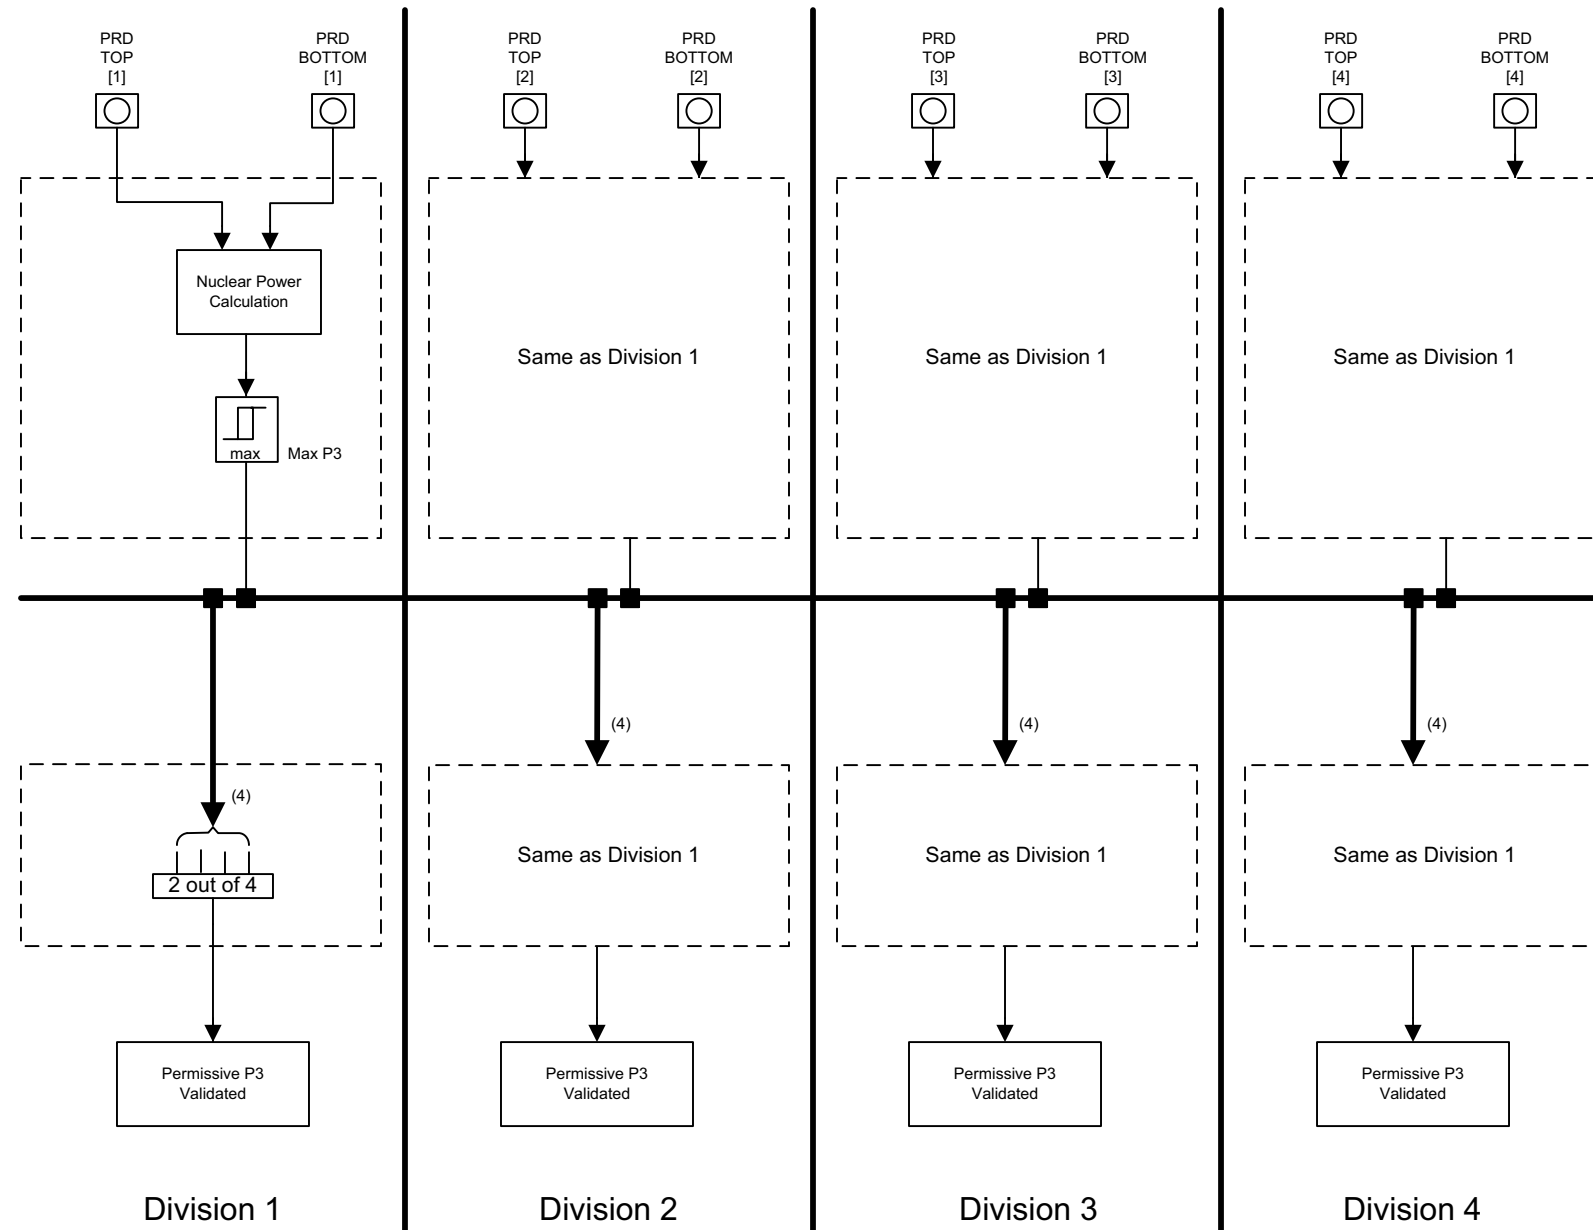 PRD
TOP
[1]
PRD
BOTTOM
[1]
PRD
TOP
[2]
PRD
BOTTOM
[2]
PRD
TOP
[3]
PRD
BOTTOM
[3]
PRD
TOP
[4]
PRD
BOTTOM
[4]
Nuclear Power
Calculation
max
Max P3
Same as Division 1
Same as Division 1
Same as Division 1
(4)
(4)
(4)
(4)
2 out of 4
Same as Division 1
Same as Division 1
Same as Division 1
Permissive P3
Validated
Permissive P3
Validated
Permissive P3
Validated
Permissive P3
Validated
Division 1
Division 2
Division 3
Division 4